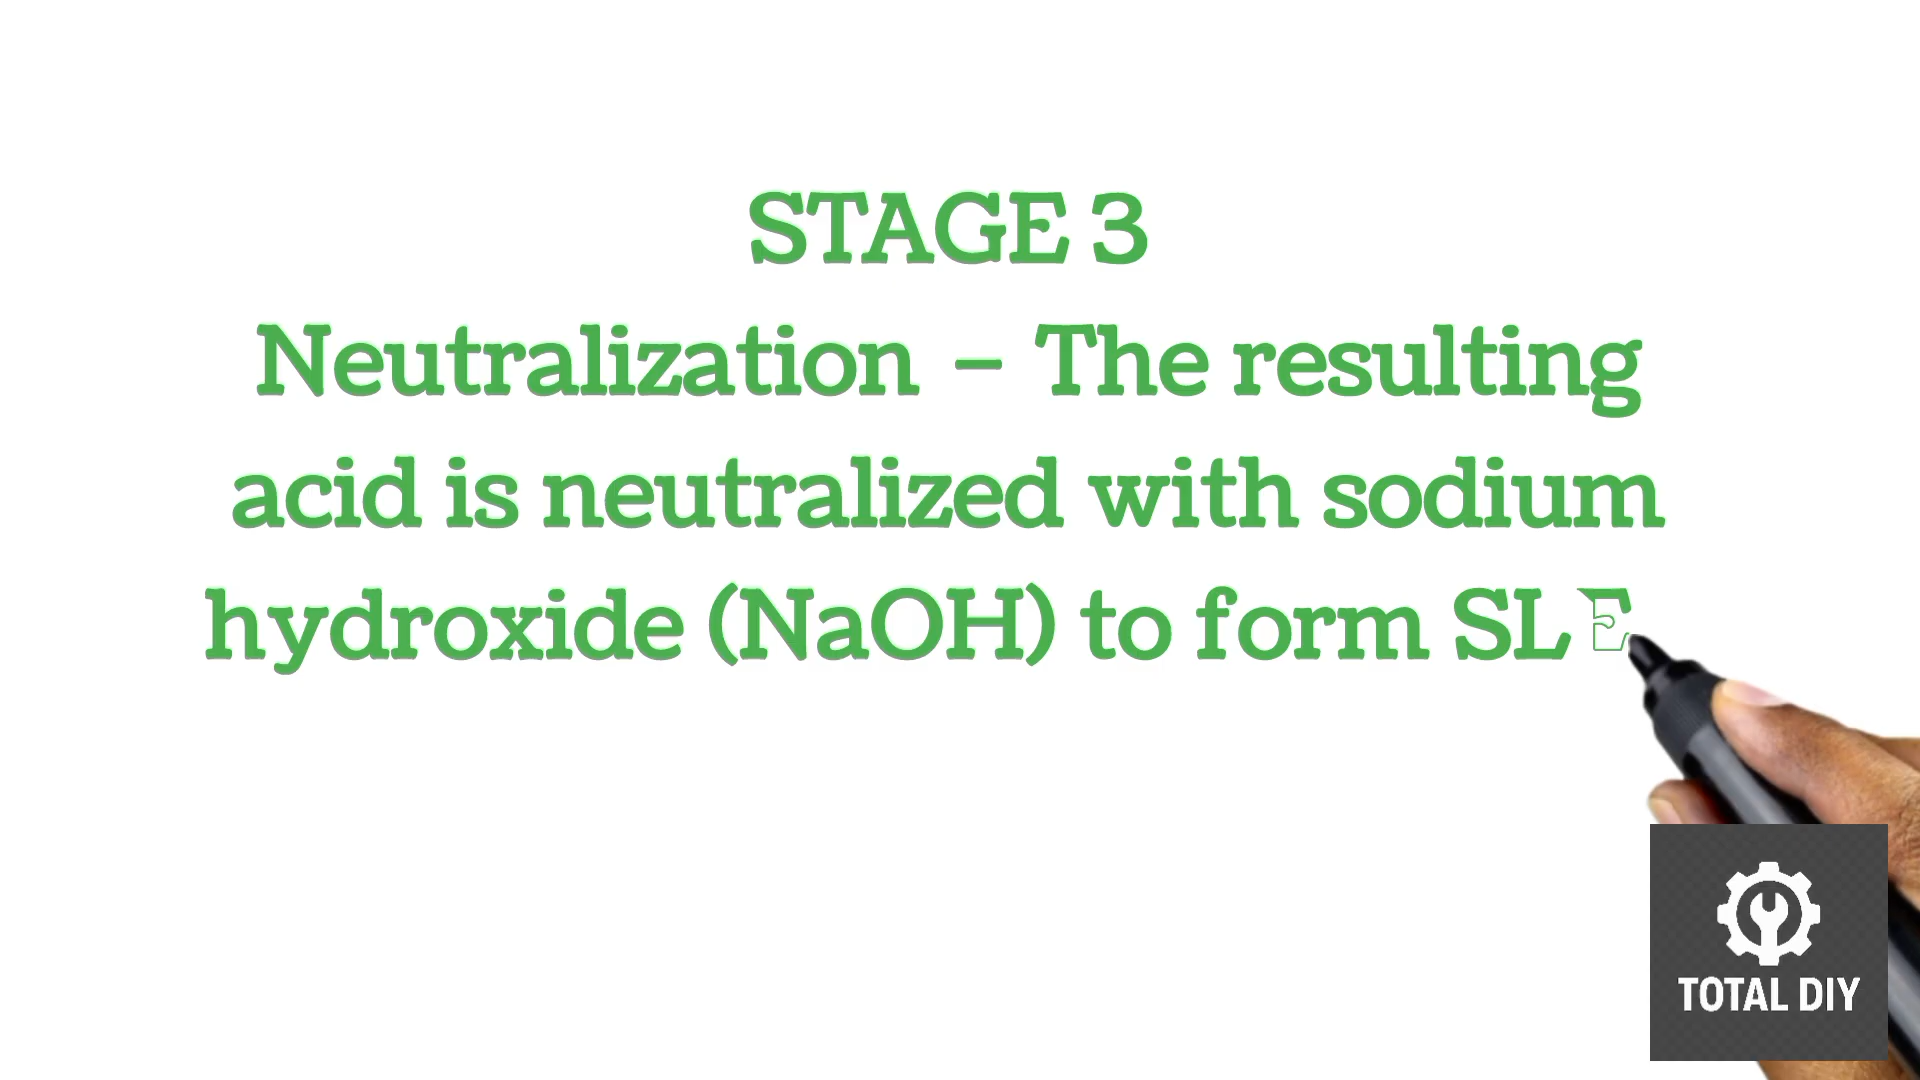 STAGE 3
Neutralization – The resulting
acid is neutralized with sodium
hydroxide (NaOH) to form SLE
TOTAL DIY